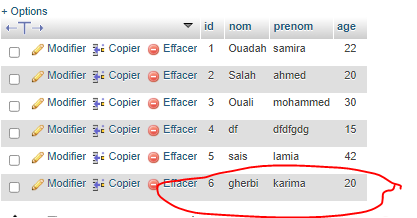 + Options
←T→ id nom prenom age
Modifier Copier Effacer 1 Ouadah samira 22
Modifier Copier Effacer 2 Salah ahmed 20
Modifier Copier Effacer 3 Ouali mohammed 30
Modifier Copier Effacer 4 df dfdfgdg 15
Modifier Copier Effacer 5 sais lamia 42
Modifier Copier Effacer 6 gherbi karima 20